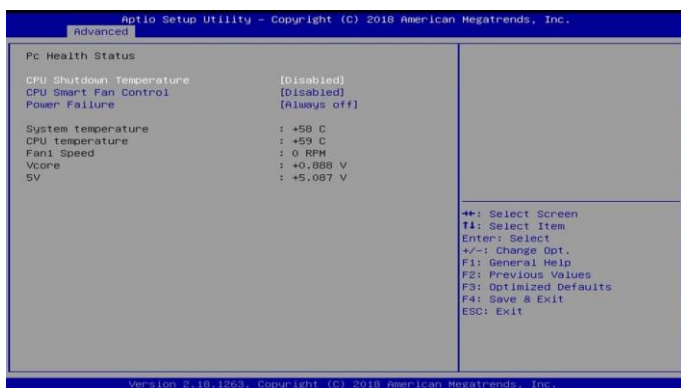 Aptio Setup Utility – Copyright (C) 2018 American Megatrends, Inc.
Advanced
Pc Health Status
CPU Shutdown Temperature [Disabled]
CPU Smart Fan Control [Disabled]
Power Failure [Always off]
System temperature : +58 C
CPU temperature : +59 C
Fan1 Speed : 0 RPM
Vcore : +0.888 V
5V : +5.087 V
→←: Select Screen
↑↓: Select Item
Enter: Select
+/-: Change Opt.
F1: General Help
F2: Previous Values
F3: Optimized Defaults
F4: Save & Exit
ESC: Exit
Version 2.18.1263. Copyright (C) 2018 American Megatrends, Inc.